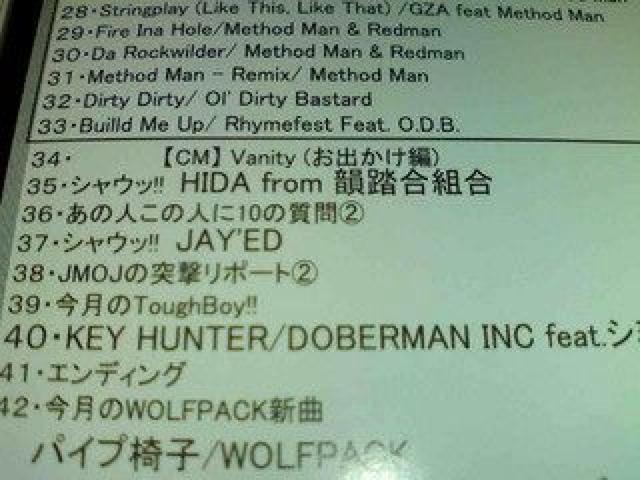 28・Stringplay (Like This, Like That) /GZA feat Method Man
29・Fire Ina Hole/Method Man & Redman
30・Da Rockwilder/ Method Man & Redman
31・Method Man - Remix/ Method Man
32・Dirty Dirty/ Ol' Dirty Bastard
33・Builld Me Up/ Rhymefest Feat. O.D.B.
34・ 【CM】 Vanity (お出かけ編)
35・シャウッ!! HIDA from 韻踏合組合
36・あの人この人に10の質問②
37・シャウッ!! JAY'ED
38・JMOJの突撃リポート②
39・今月のToughBoy!!
40・KEY HUNTER/DOBERMAN INC feat.シ
41・エンディング
42・今月のWOLFPACK新曲
パイプ椅子/WOLFPACK